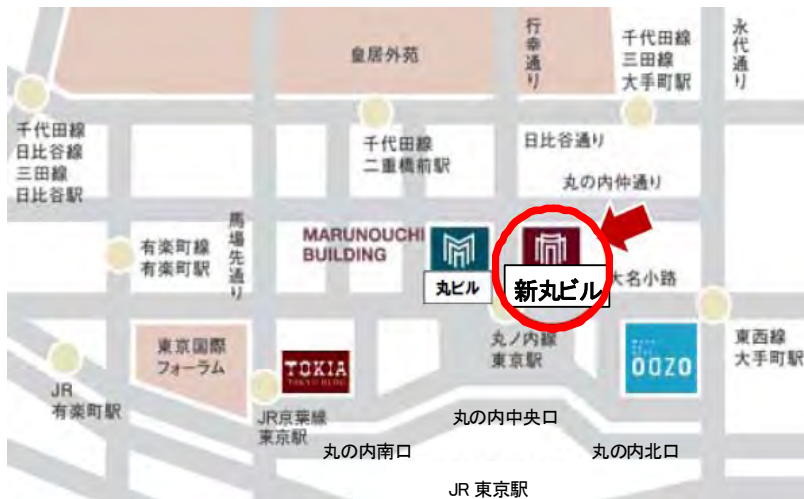 皇居外苑
行幸通り
千代田線
三田線
大手町駅
永代通り
千代田線
日比谷線
三田線
日比谷駅
千代田線
二重橋前駅
日比谷通り
丸の内仲通り
馬場先通り
有楽町線
有楽町駅
MARUNOUCHI
BUILDING
丸ビル
新丸ビル
大名小路
東京国際
フォーラム
TOKIA
TOKYO BLDG
丸ノ内線
東京駅
OOZO
東西線
大手町駅
JR
有楽町駅
JR京葉線
東京駅
丸の内南口
丸の内中央口
丸の内北口
JR 東京駅